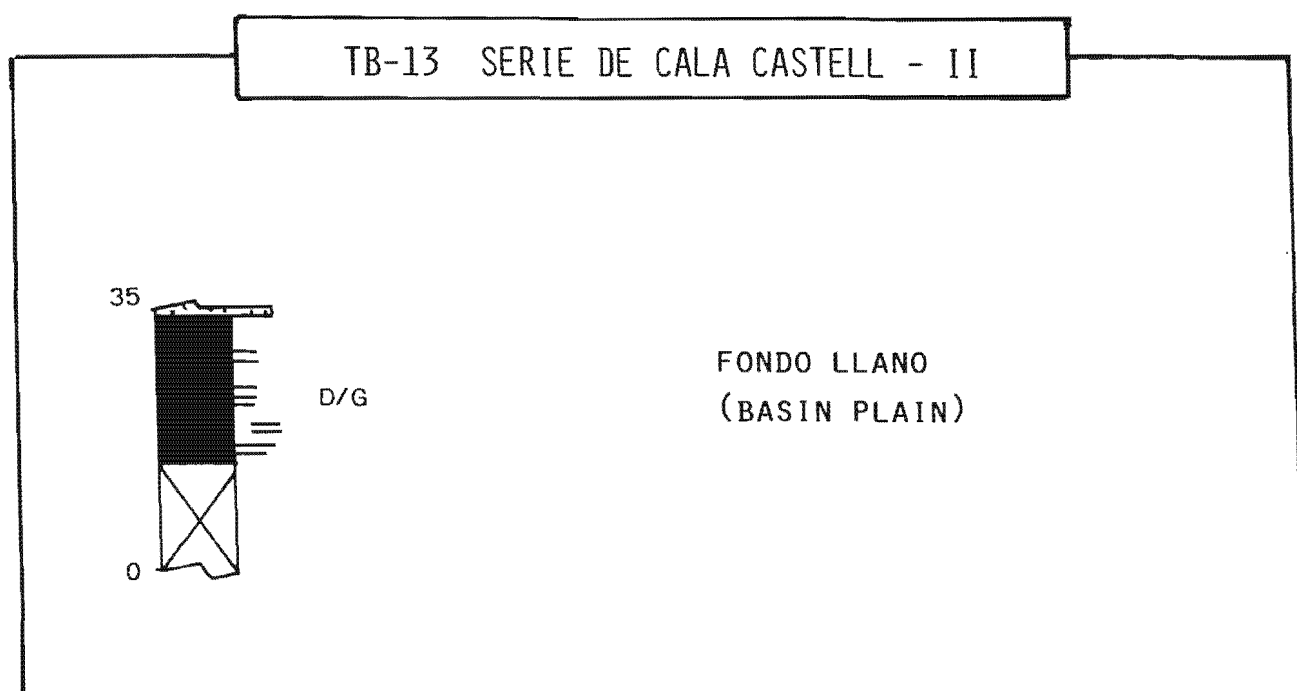 TB-13 SERIE DE CALA CASTELL - II
35
D/G
FONDO LLANO
(BASIN PLAIN)
0